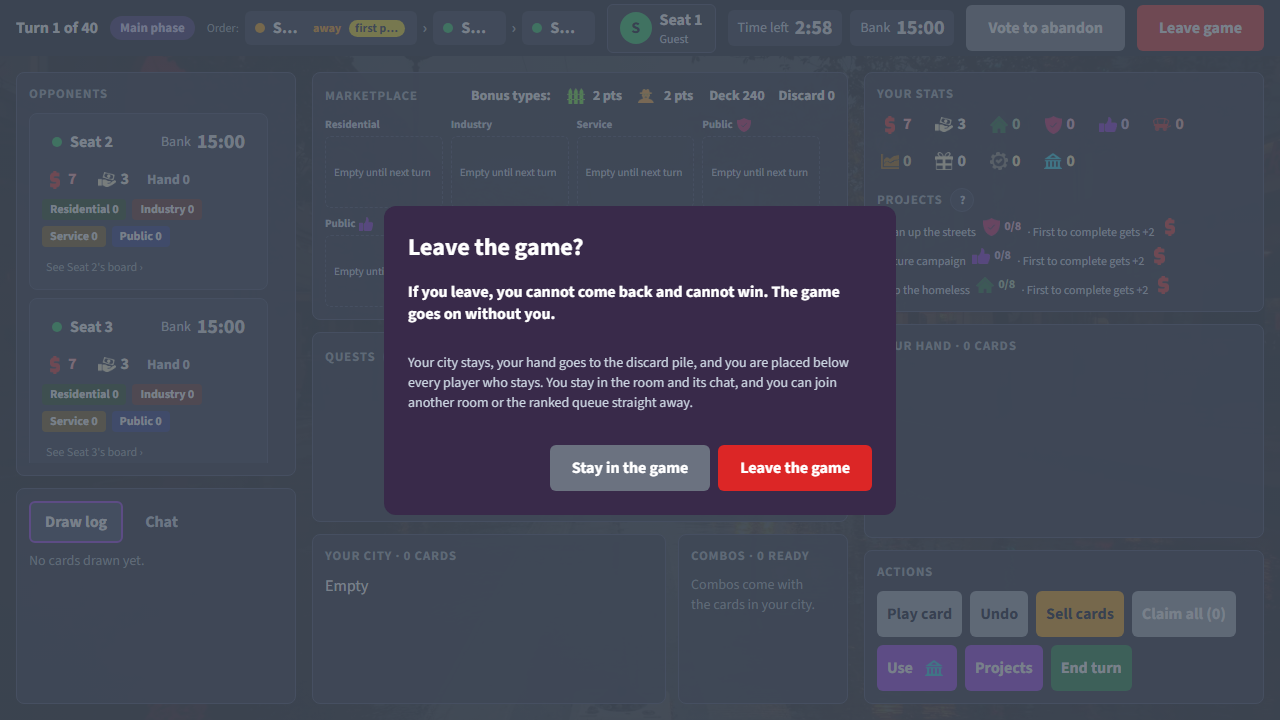 Turn 1 of 40 Main phase Order: S... away first p... › S... › S... S Seat 1 Guest Time left 2:58 Bank 15:00 Vote to abandon Leave game
OPPONENTS
Seat 2 Bank 15:00
$ 7 3 Hand 0
Residential 0 Industry 0
Service 0 Public 0
See Seat 2's board ›
Seat 3 Bank 15:00
$ 7 3 Hand 0
Residential 0 Industry 0
Service 0 Public 0
See Seat 3's board ›
Draw log Chat
No cards drawn yet.
MARKETPLACE Bonus types: 2 pts 2 pts Deck 240 Discard 0
Residential Industry Service Public
Empty until next turn Empty until next turn Empty until next turn Empty until next turn
Public
Empty unti
QUESTS
Leave the game?
If you leave, you cannot come back and cannot win. The game
goes on without you.
Your city stays, your hand goes to the discard pile, and you are placed below
every player who stays. You stay in the room and its chat, and you can join
another room or the ranked queue straight away.
Stay in the game Leave the game
YOUR CITY · 0 CARDS
Empty
COMBOS · 0 READY
Combos come with
the cards in your city.
YOUR STATS
$ 7 3 0 0 0 0
0 0 0 0
PROJECTS ?
an up the streets 0/8 · First to complete gets +2 $
ure campaign 0/8 · First to complete gets +2 $
the homeless 0/8 · First to complete gets +2 $
UR HAND · 0 CARDS
ACTIONS
Play card Undo Sell cards Claim all (0)
Use Projects End turn